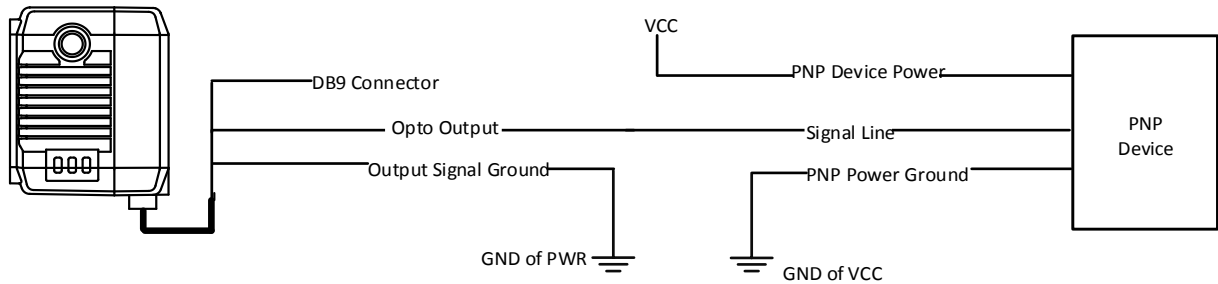 VCC
DB9 Connector
PNP Device Power
Opto Output
Signal Line
PNP
Device
Output Signal Ground
PNP Power Ground
GND of PWR
GND of VCC